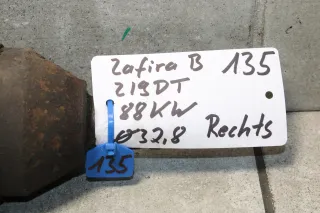 Zafira B 135
Z19DT
88KW
Ø32,8 Rechts
135